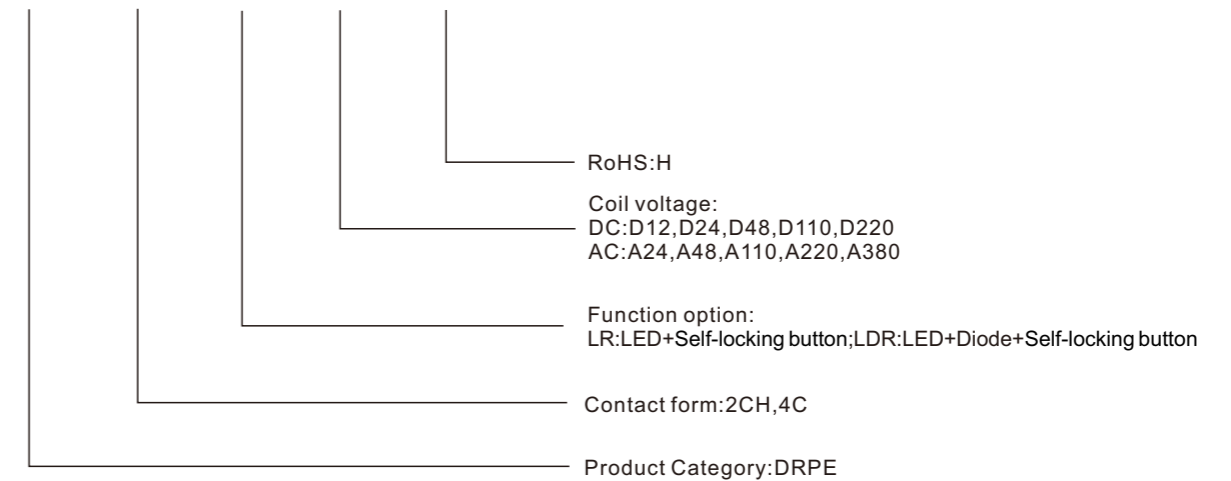 RoHS:H
Coil voltage:
DC:D12,D24,D48,D110,D220
AC:A24,A48,A110,A220,A380
Function option:
LR:LED+Self-locking button;LDR:LED+Diode+Self-locking button
Contact form:2CH,4C
Product Category:DRPE